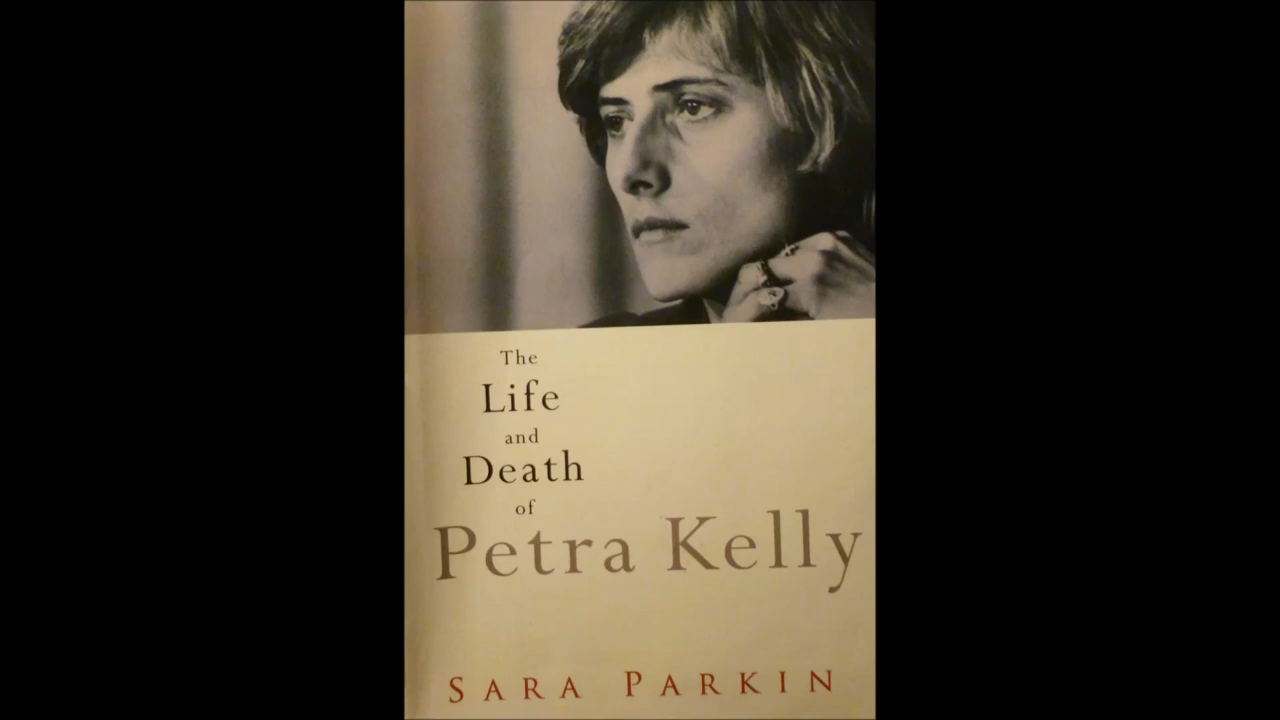 The
Life
and
Death
of
Petra Kelly
SARA PARKIN